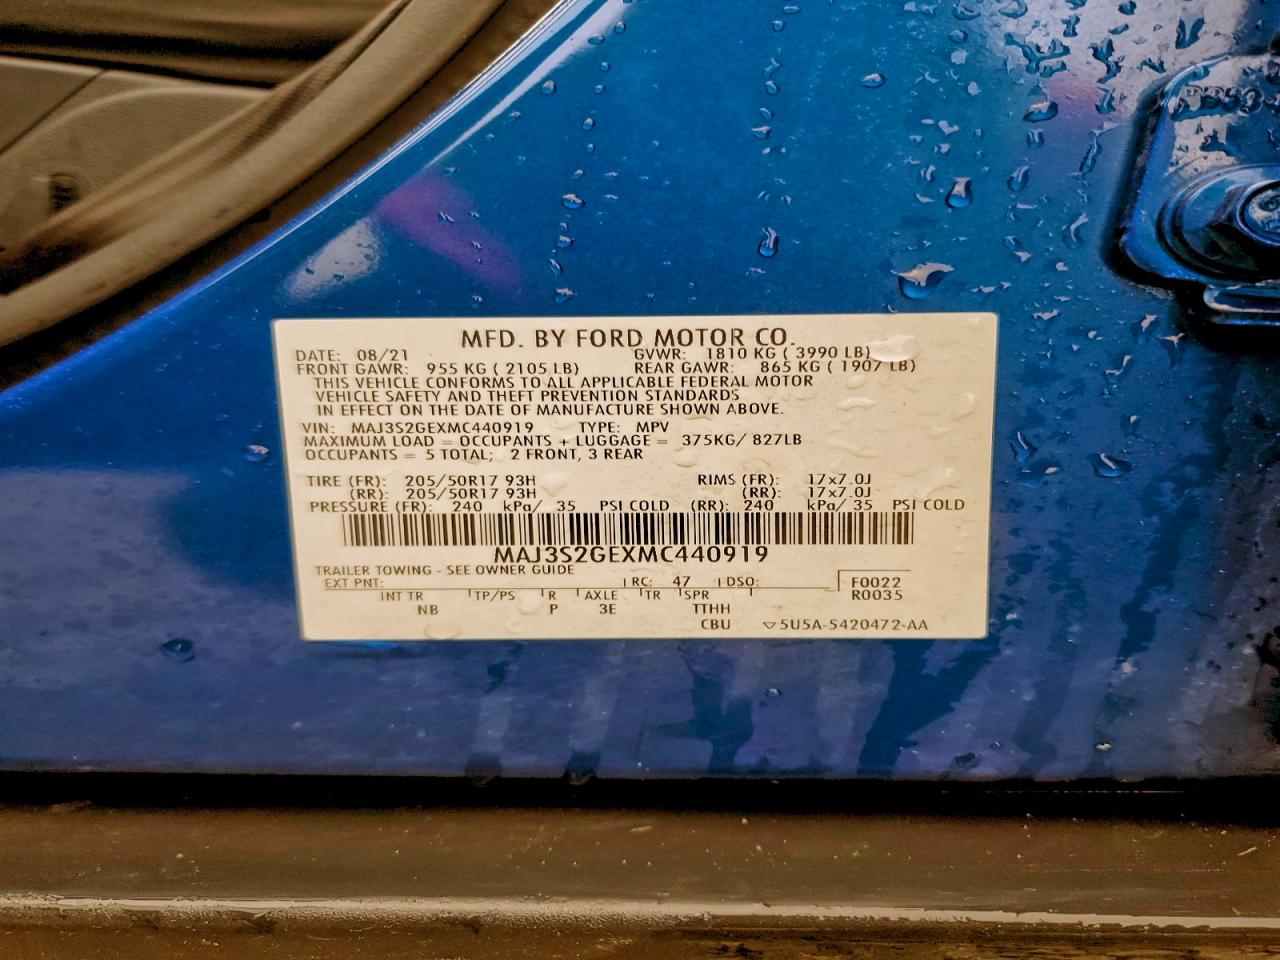 MFD. BY FORD MOTOR CO.
DATE: 08/21 GVWR: 1810 KG ( 3990 LB)
FRONT GAWR: 955 KG ( 2105 LB) REAR GAWR: 865 KG ( 1907 LB)
THIS VEHICLE CONFORMS TO ALL APPLICABLE FEDERAL MOTOR
VEHICLE SAFETY AND THEFT PREVENTION STANDARDS
IN EFFECT ON THE DATE OF MANUFACTURE SHOWN ABOVE.
VIN: MAJ3S2GEXMC440919 TYPE: MPV
MAXIMUM LOAD = OCCUPANTS + LUGGAGE = 375KG/ 827LB
OCCUPANTS = 5 TOTAL; 2 FRONT, 3 REAR
TIRE (FR): 205/50R17 93H RIMS (FR): 17x7.0J
(RR): 205/50R17 93H (RR): 17x7.0J
PRESSURE (FR): 240 kPa/ 35 PSI COLD (RR): 240 kPa/ 35 PSI COLD
MAJ3S2GEXMC440919
TRAILER TOWING - SEE OWNER GUIDE
EXT PNT: RC: 47 DSO: F0022
R0035
INT TR TP/PS R AXLE TR SPR
NB P 3E TTHH
CBU ▽5U5A-5420472-AA